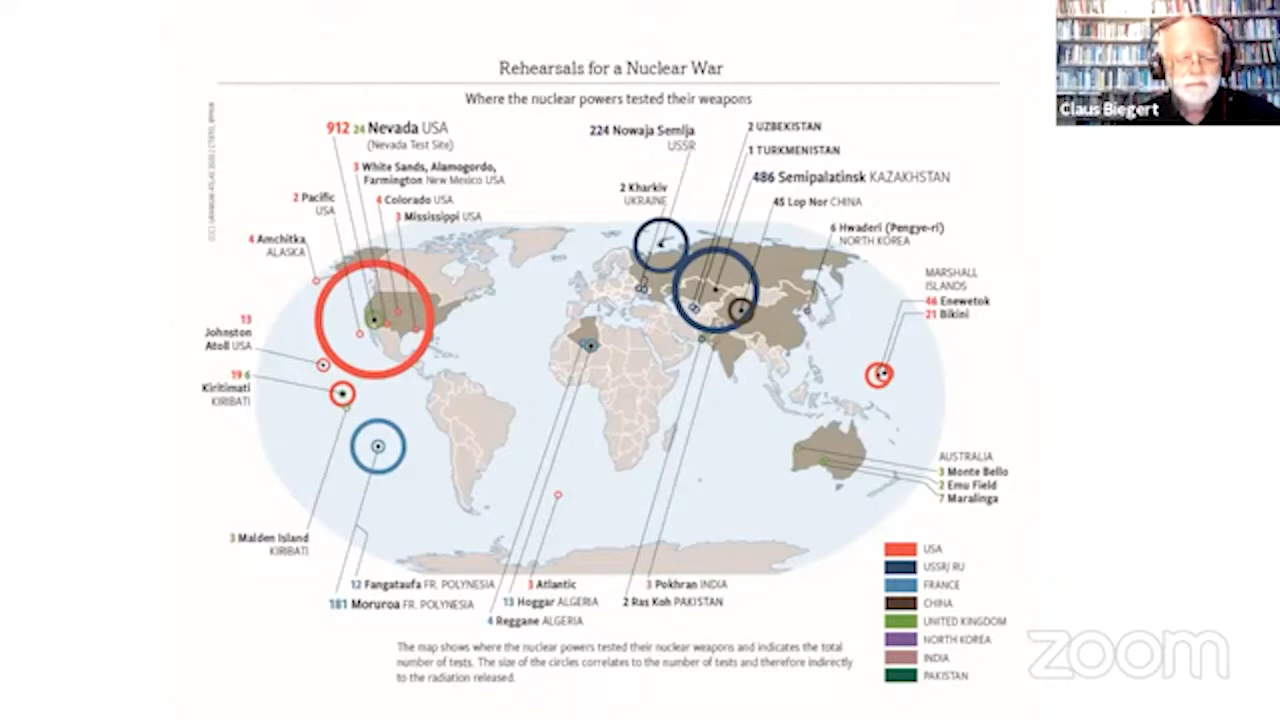 Claus Biegert
Rehearsals for a Nuclear War
Where the nuclear powers tested their weapons
912 24 Nevada USA
(Nevada Test Site)
3 White Sands, Alamogordo,
Farmington New Mexico USA
2 Pacific
USA
4 Colorado USA
3 Mississippi USA
4 Amchitka
ALASKA
224 Nowaja Semlja
USSR
2 Kharkiv
UKRAINE
2 UZBEKISTAN
1 TURKMENISTAN
486 Semipalatinsk KAZAKHSTAN
45 Lop Nor CHINA
6 Hwaderi (Pengye-ri)
NORTH KOREA
MARSHALL
ISLANDS
46 Enewetok
21 Bikini
13
Johnston
Atoll USA
19 6
Kiritimati
KIRIBATI
AUSTRALIA
3 Monte Bello
2 Emu Field
7 Maralinga
3 Malden Island
KIRIBATI
12 Fangataufa FR. POLYNESIA
181 Moruroa FR. POLYNESIA
3 Atlantic
13 Hoggar ALGERIA
4 Reggane ALGERIA
3 Pokhran INDIA
2 Ras Koh PAKISTAN
USA
USSR/ RU
FRANCE
CHINA
UNITED KINGDOM
NORTH KOREA
INDIA
PAKISTAN
The map shows where the nuclear powers tested their nuclear weapons and indicates the total
number of tests. The size of the circles correlates to the number of tests and therefore indirectly
to the radiation released.
zoom